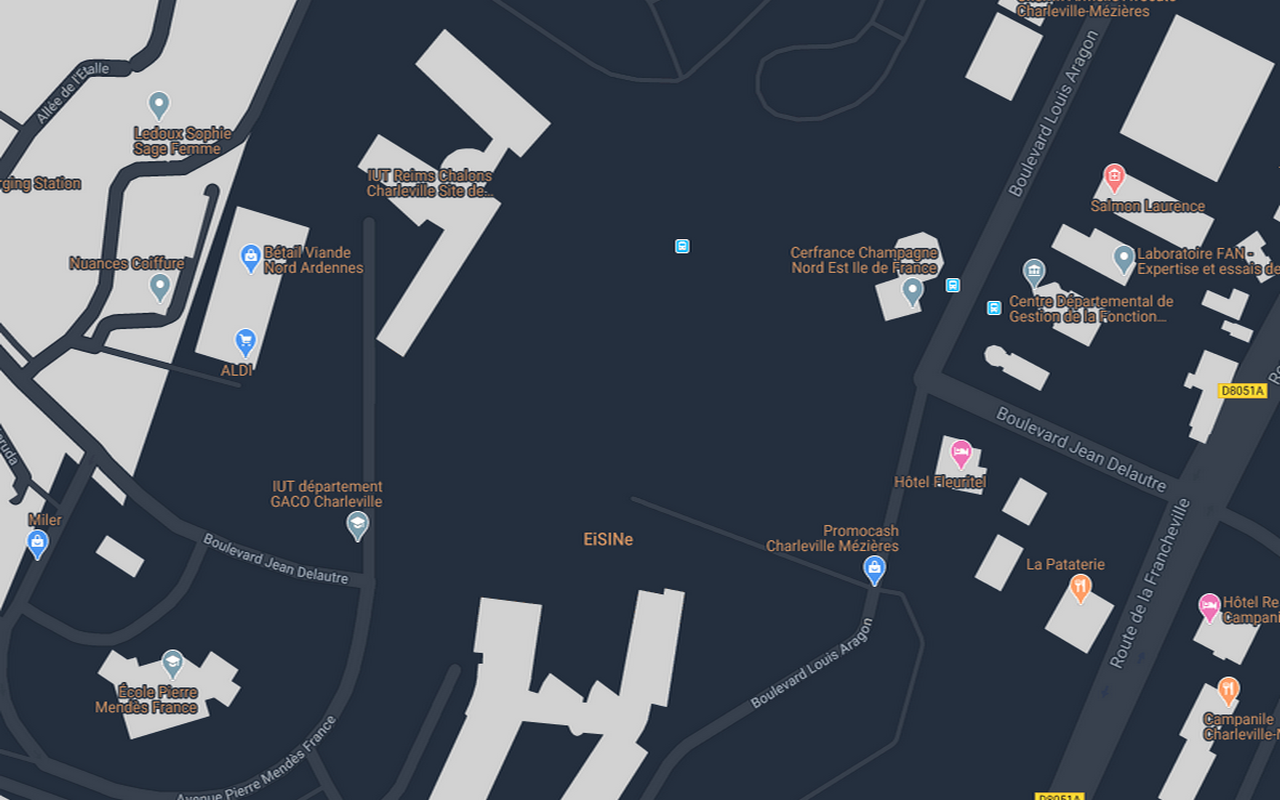 Charleville-Mézières
Allée de l'Étalle
Boulevard Louis Aragon
Ledoux Sophie
Sage Femme
rging Station
IUT Reims Chalons
Charleville Site de...
Salmon Laurence
Nuances Coiffure
Bétail Viande
Nord Ardennes
Cerfrance Champagne
Nord Est Ile de France
Laboratoire FAN -
Expertise et essais de
Centre Départemental de
Gestion de la Fonction...
ALDI
D8051A
Boulevard Jean Delautre
IUT département
GACO Charleville
Hôtel Fleuritel
Miler
EiSINe
Promocash
Charleville Mézières
Boulevard Jean Delautre
La Pataterie
Route de la Francheville
Hôtel Re
Campani
École Pierre
Mendès France
Boulevard Louis Aragon
Campanile
Charleville-M
Avenue Pierre Mendès France
D8051A